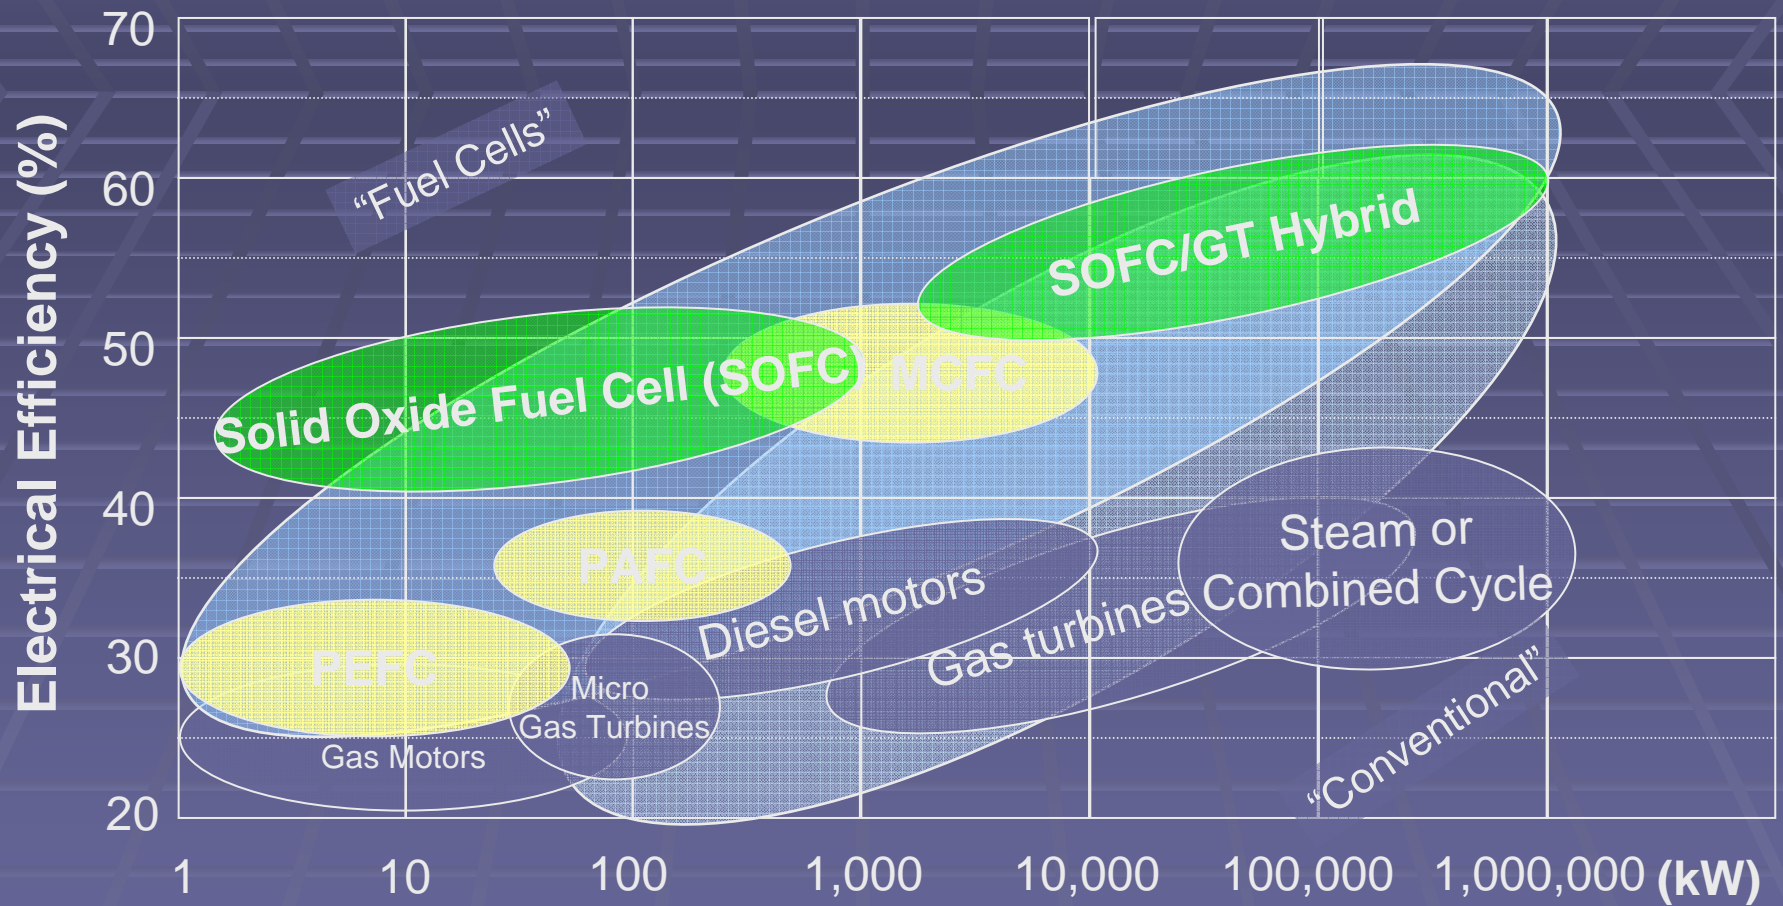 Electrical Efficiency (%)
70
60
50
40
30
20
“Fuel Cells”
SOFC/GT Hybrid
Solid Oxide Fuel Cell (SOFC)
MCFC
PAFC
PEFC
Diesel motors
Gas turbines
Steam or
Combined Cycle
Micro
Gas Turbines
Gas Motors
“Conventional”
1
10
100
1,000
10,000
100,000
1,000,000
(kW)